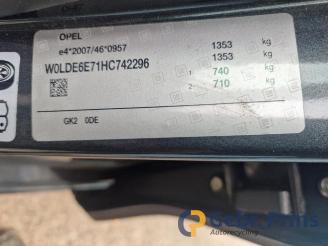 OPEL
e4*2007/46*0957 1353 kg
W0LDE6E71HC742296 1353 kg
1 740 kg
2 710 kg
GK2 0DE
Autorecycling